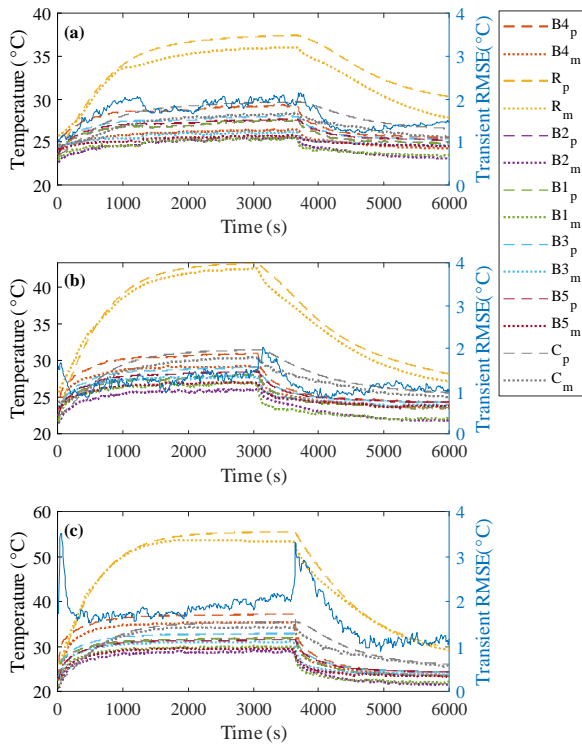 (a)
Temperature (°C)
40
35
30
25
20
0 1000 2000 3000 4000 5000 6000
Time (s)
4
3
2
1
0
Transient RMSE(°C)
(b)
Temperature (°C)
40
35
30
25
20
0 1000 2000 3000 4000 5000 6000
Time (s)
4
3
2
1
0
Transient RMSE(°C)
(c)
Temperature (°C)
60
50
40
30
20
0 1000 2000 3000 4000 5000 6000
Time (s)
4
3
2
1
0
Transient RMSE(°C)
B4p
B4m
Rp
Rm
B2p
B2m
B1p
B1m
B3p
B3m
B5p
B5m
Cp
Cm